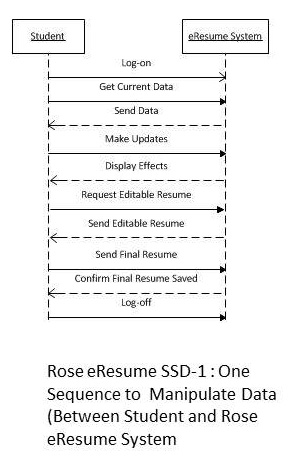 Student
eResume System
Log-on
Get Current Data
Send Data
Make Updates
Display Effects
Request Editable Resume
Send Editable Resume
Send Final Resume
Confirm Final Resume Saved
Log-off
Rose eResume SSD-1 : One
Sequence to Manipulate Data
(Between Student and Rose
eResume System